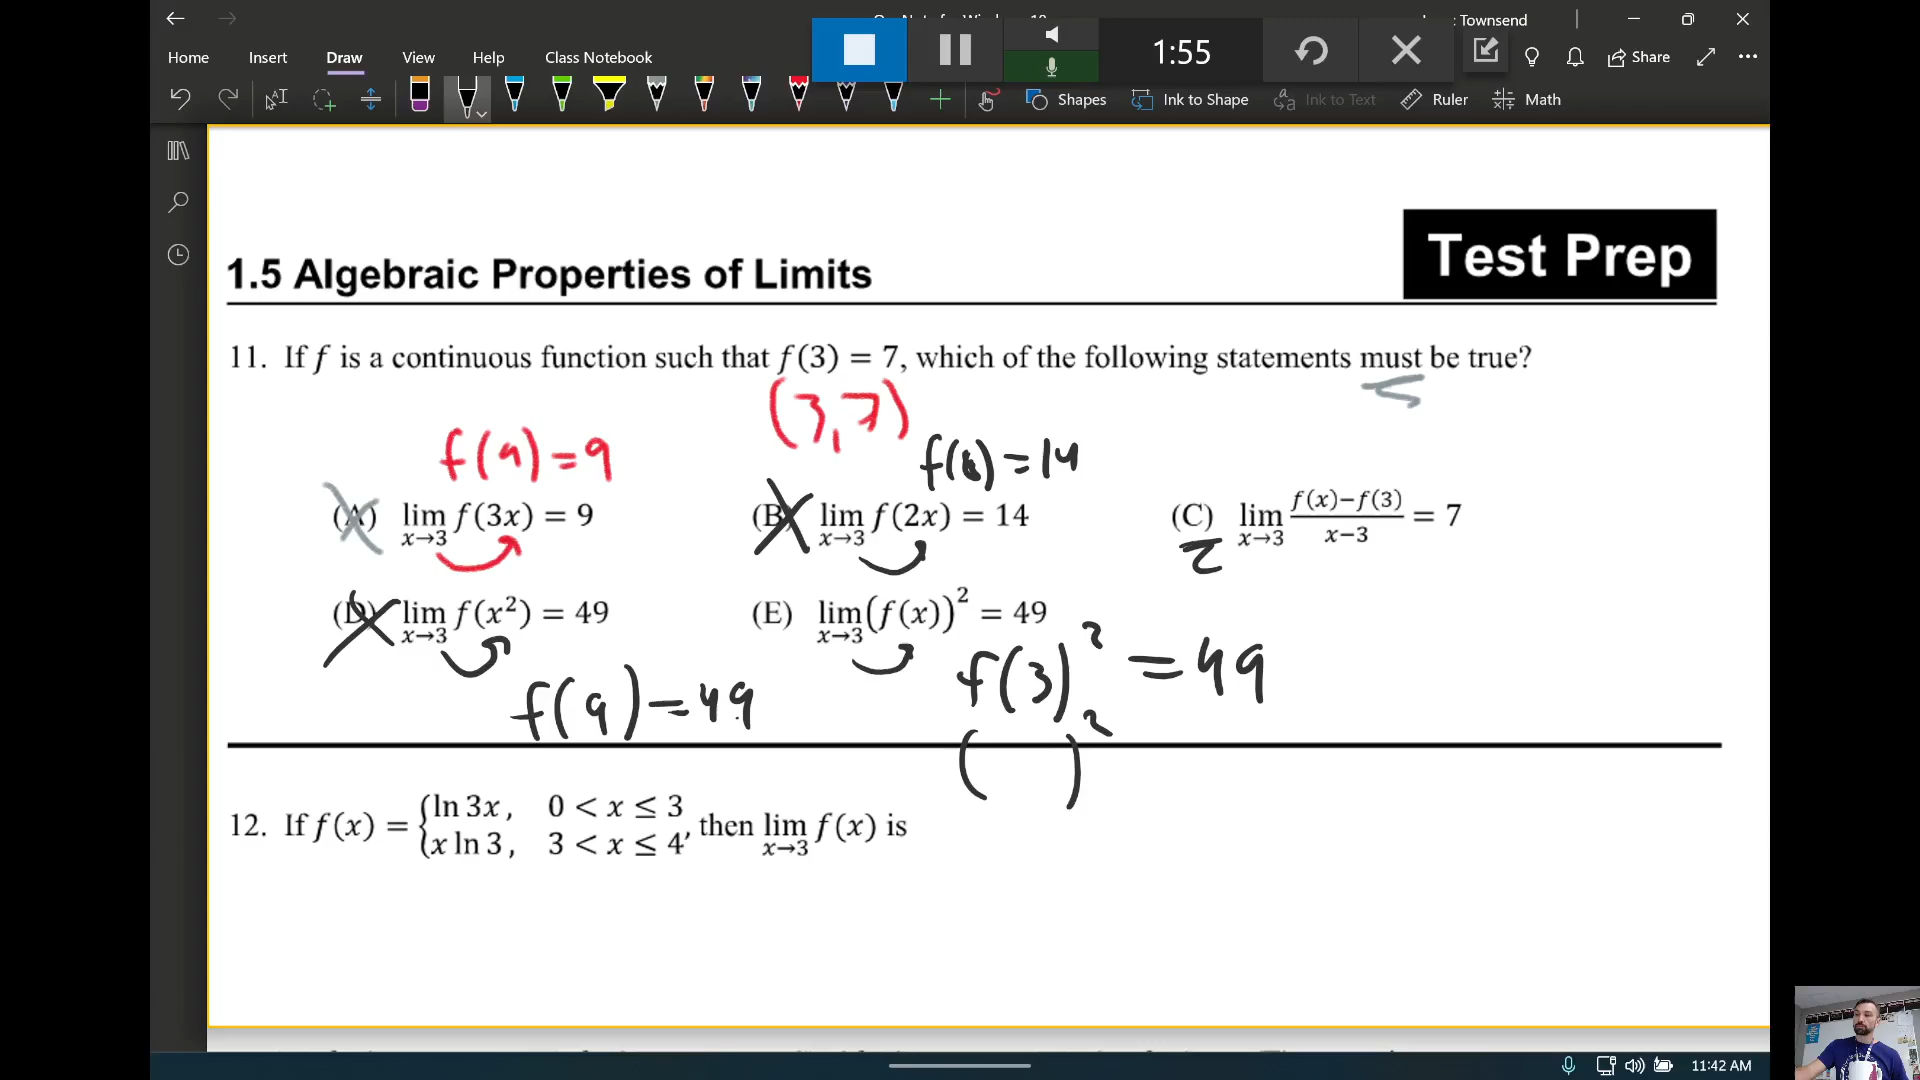 1:55
Townsend
Home Insert Draw View Help Class Notebook
Share
Shapes Ink to Shape Ink to Text Ruler Math
Test Prep
1.5 Algebraic Properties of Limits
11. If f is a continuous function such that f(3) = 7, which of the following statements must be true?
(3,7)
f(9)=9
f(6)=14
(A) lim x→3 f(3x) = 9 (B) lim x→3 f(2x) = 14 (C) lim x→3 f(x)−f(3) / x−3 = 7
(D) lim x→3 f(x²) = 49 (E) lim x→3 (f(x))² = 49
f(9)=49
f(3)² =49
( )²
12. If f(x) = { ln 3x, 0 < x ≤ 3
x ln 3, 3 < x ≤ 4, then lim x→3 f(x) is
11:42 AM